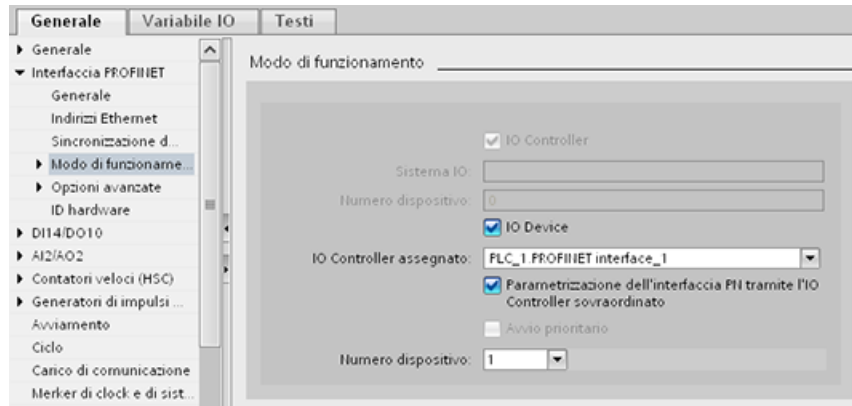 Generale
Variabile IO
Testi
Generale
Interfaccia PROFINET
Generale
Indirizzi Ethernet
Sincronizzazione d...
Modo di funzioname...
Opzioni avanzate
ID hardware
DI14/DO10
AI2/AO2
Contatori veloci (HSC)
Generatori di impulsi ...
Avviamento
Ciclo
Carico di comunicazione
Merker di clock e di sist...
Modo di funzionamento
IO Controller
Sistema IO:
Numero dispositivo: 0
IO Device
IO Controller assegnato: PLC_1.PROFINET interface_1
Parametrizzazione dell'interfaccia PN tramite l'IO
Controller sovraordinato
Avvio prioritario
Numero dispositivo: 1